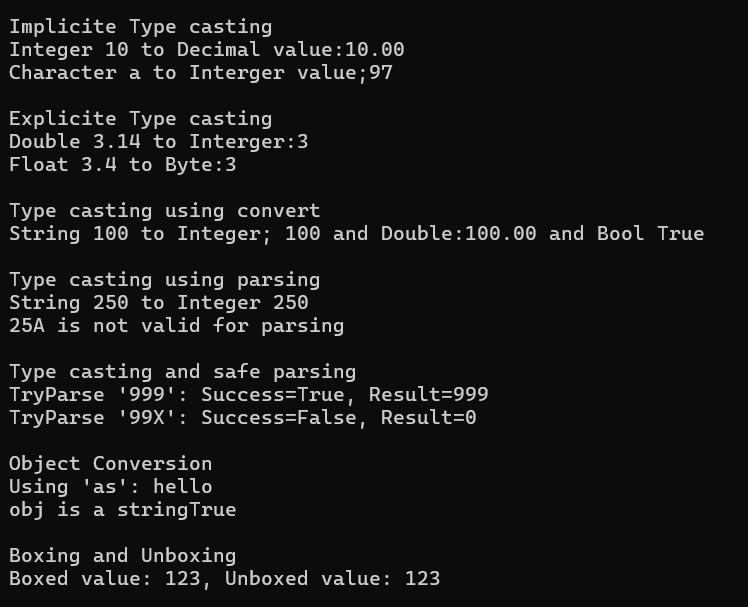 Implicite Type casting
Integer 10 to Decimal value:10.00
Character a to Interger value;97
Explicite Type casting
Double 3.14 to Interger:3
Float 3.4 to Byte:3
Type casting using convert
String 100 to Integer; 100 and Double:100.00 and Bool True
Type casting using parsing
String 250 to Integer 250
25A is not valid for parsing
Type casting and safe parsing
TryParse '999': Success=True, Result=999
TryParse '99X': Success=False, Result=0
Object Conversion
Using 'as': hello
obj is a stringTrue
Boxing and Unboxing
Boxed value: 123, Unboxed value: 123